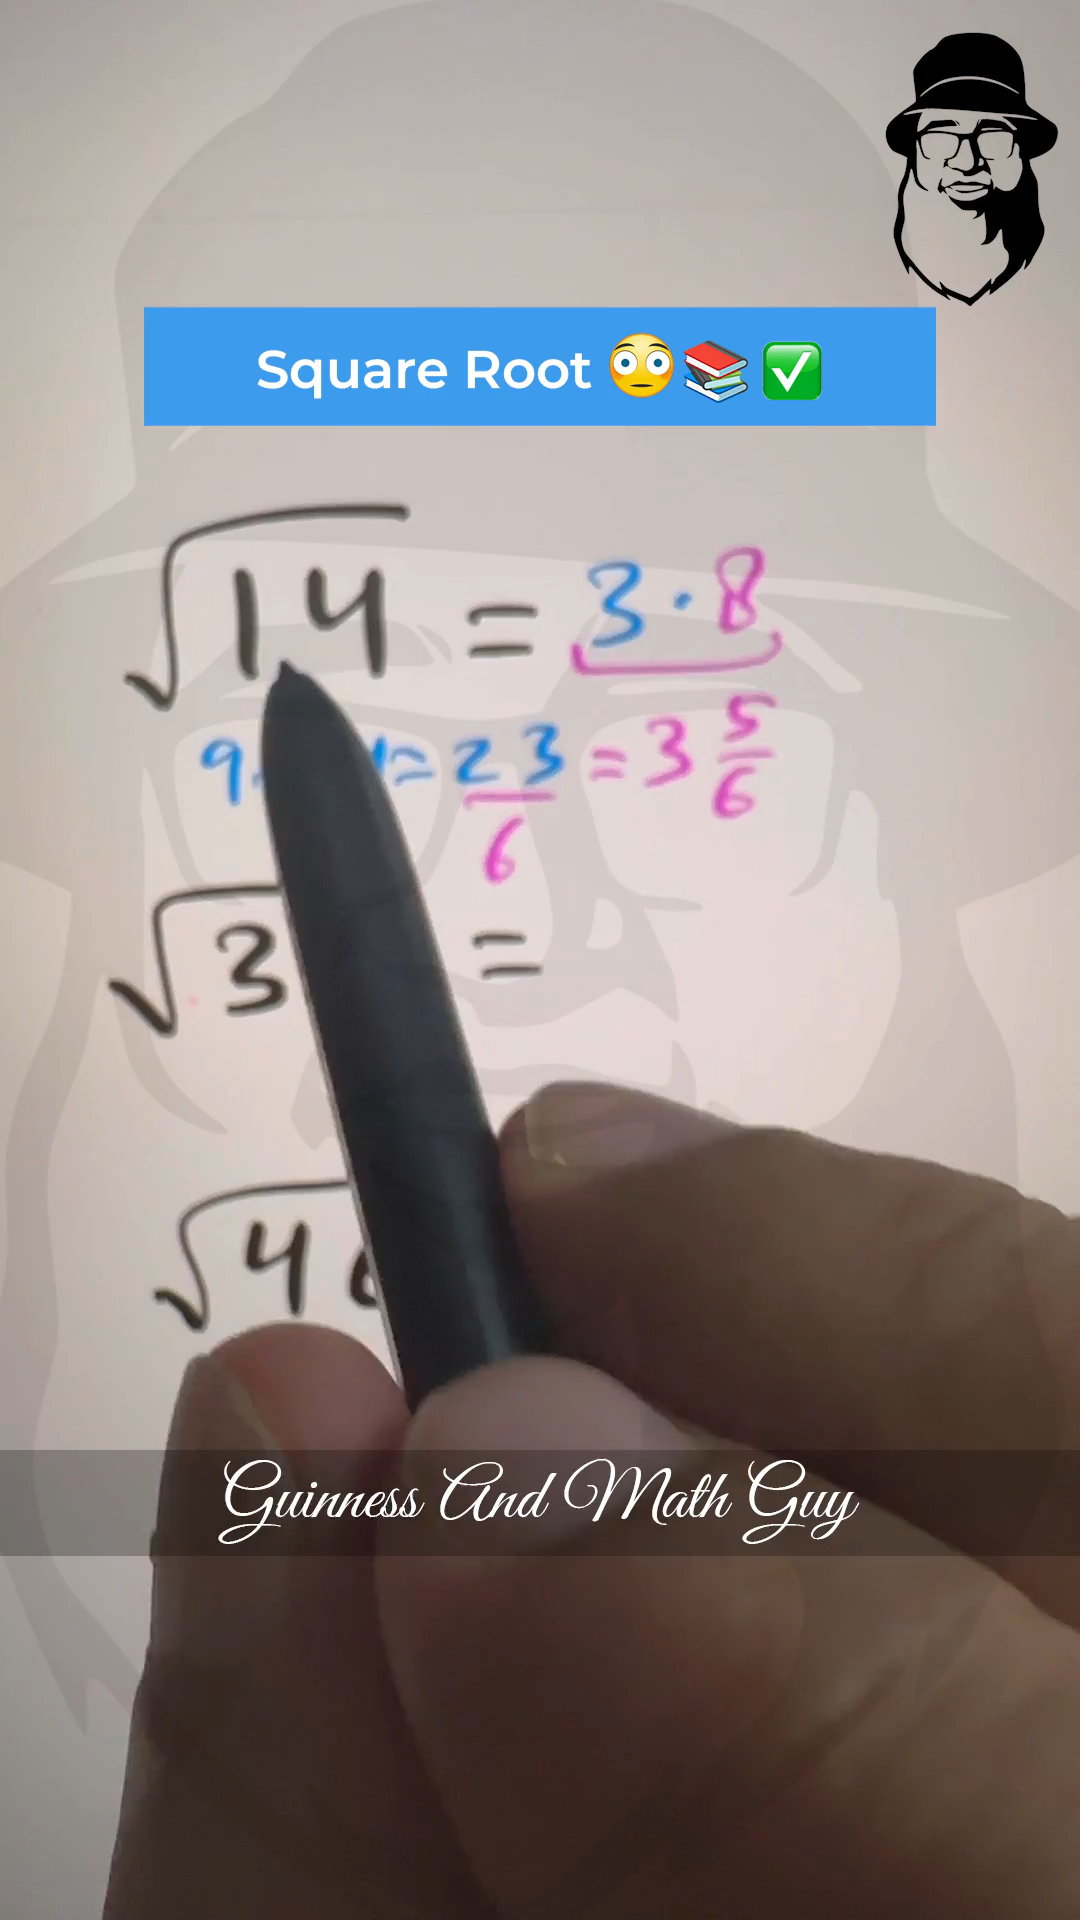 Square Root 😳📚✅
√14 = 3.8
9 = 23/6 = 3 5/6
√3 =
√4
Guinness And Math Guy